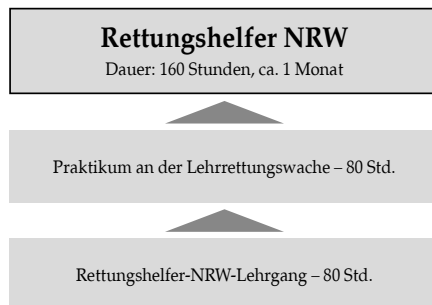 Rettungshelfer NRW
Dauer: 160 Stunden, ca. 1 Monat
Praktikum an der Lehrrettungswache – 80 Std.
Rettungshelfer-NRW-Lehrgang – 80 Std.